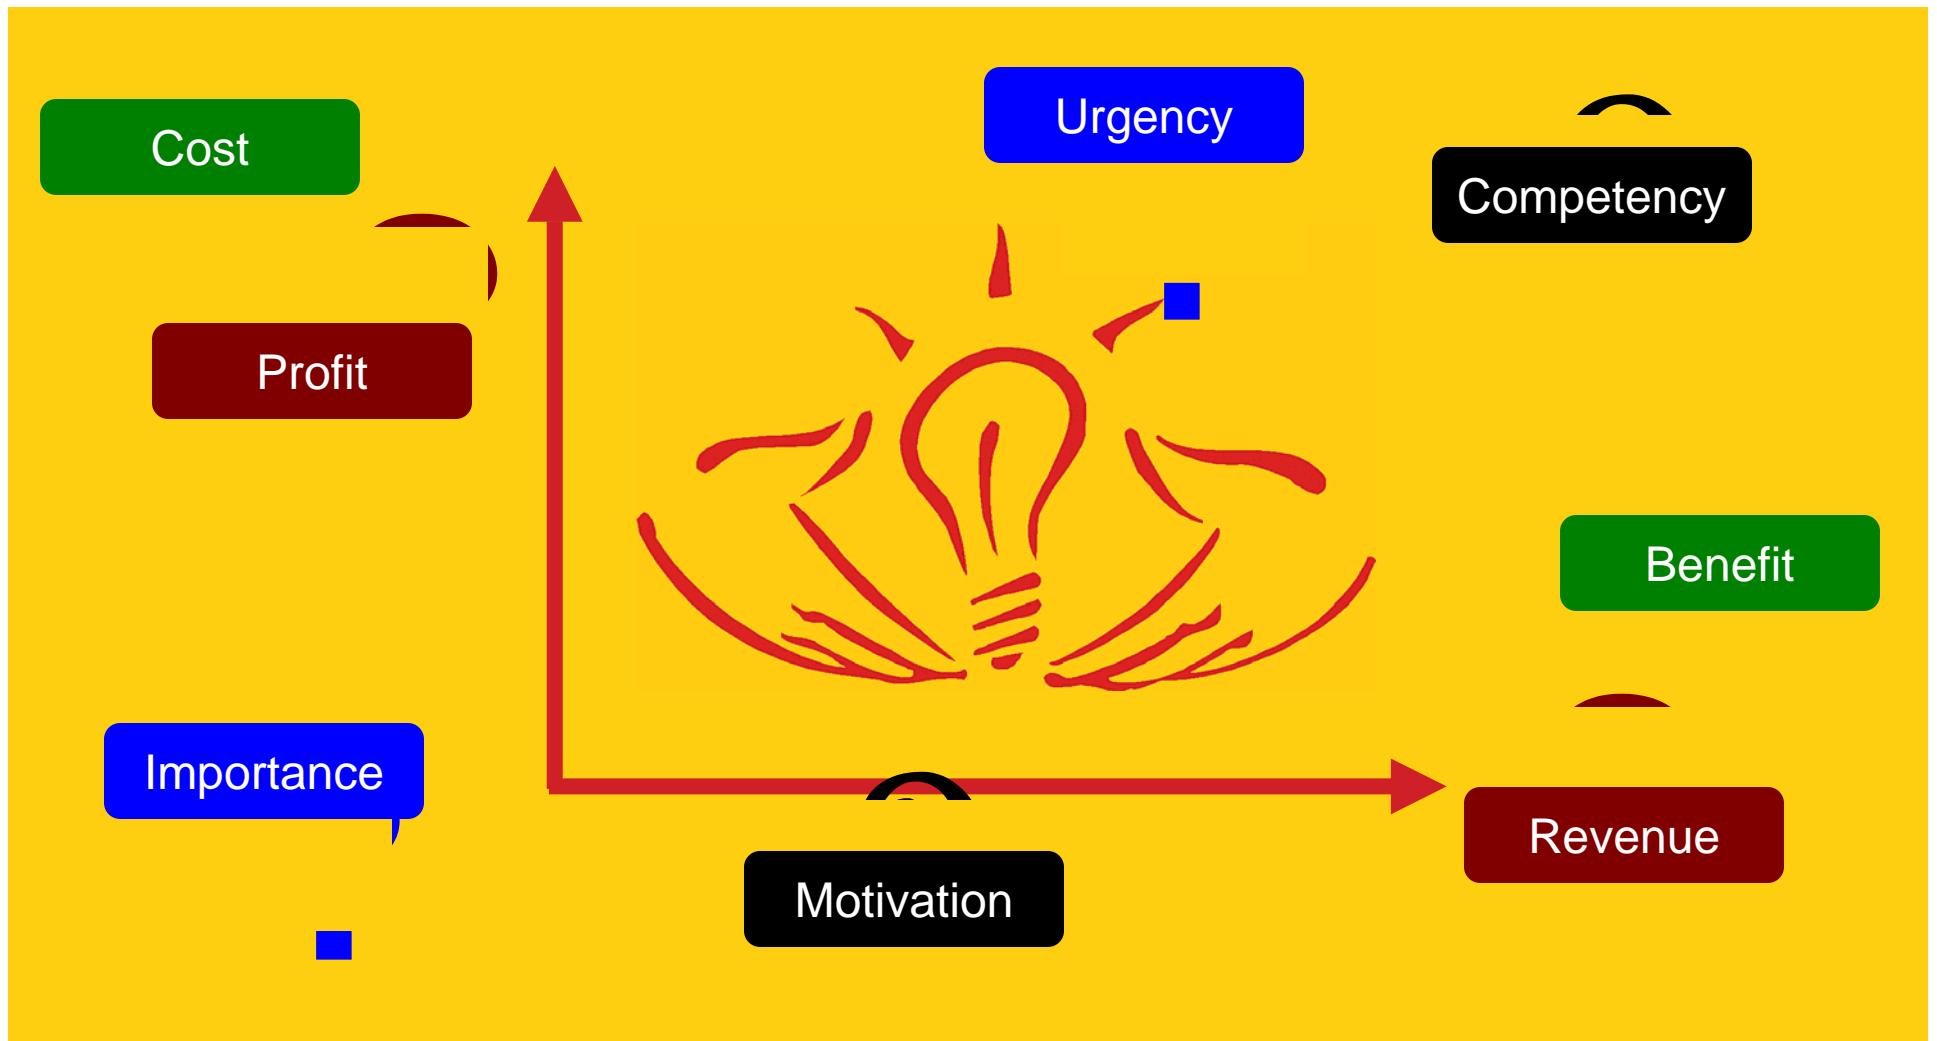 Urgency
Cost
Competency
Profit
Benefit
Importance
Revenue
Motivation